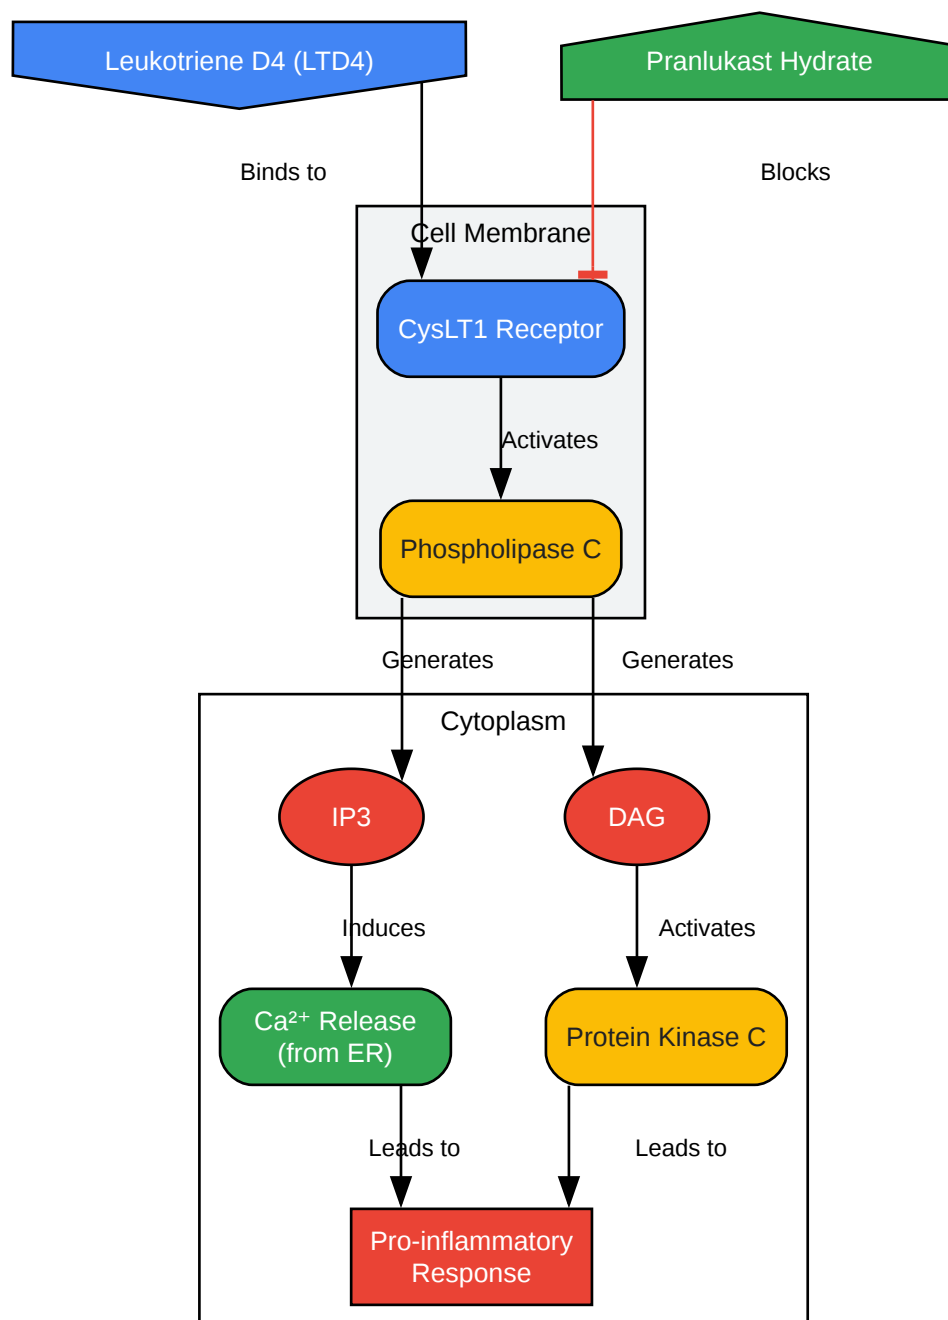 Leukotriene D4 (LTD4)
Pranlukast Hydrate
Binds to
Blocks
Cell Membrane
CysLT1 Receptor
Activates
Phospholipase C
Generates
Generates
Cytoplasm
IP3
DAG
Induces
Activates
Ca²⁺ Release
(from ER)
Protein Kinase C
Leads to
Leads to
Pro-inflammatory
Response